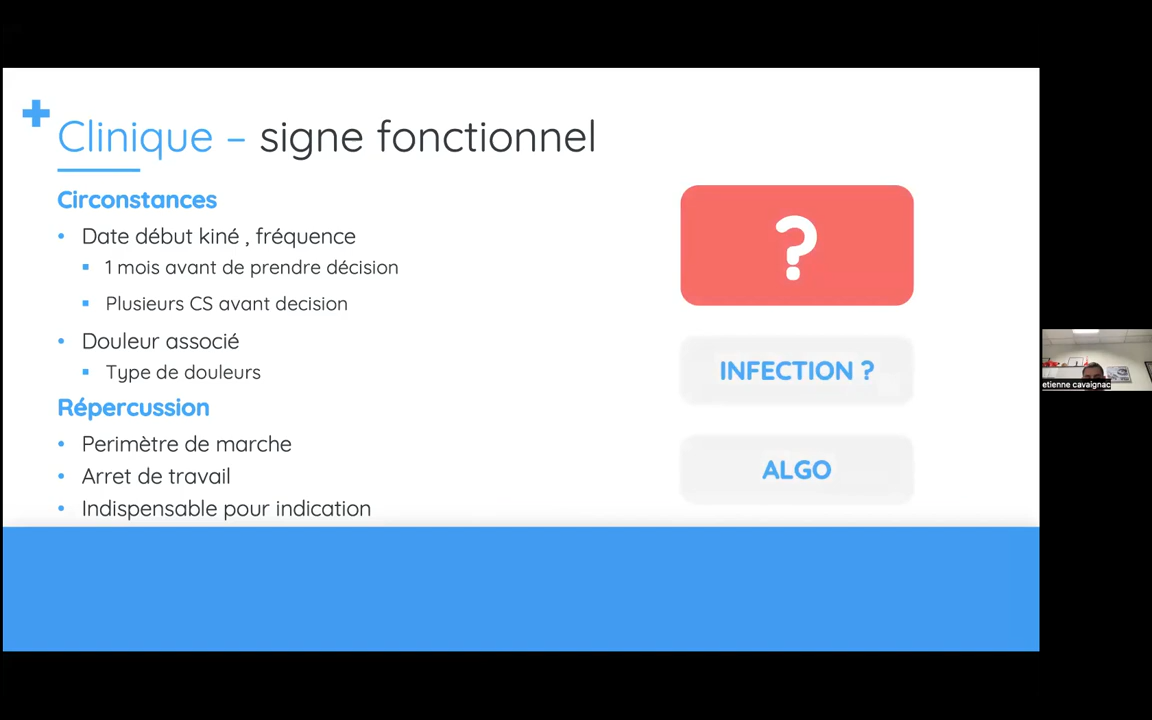 Clinique – signe fonctionnel
Circonstances
• Date début kiné , fréquence
▪ 1 mois avant de prendre décision
▪ Plusieurs CS avant decision
• Douleur associé
▪ Type de douleurs
Répercussion
• Perimètre de marche
• Arret de travail
• Indispensable pour indication
?
INFECTION ?
ALGO
etienne cavaignac